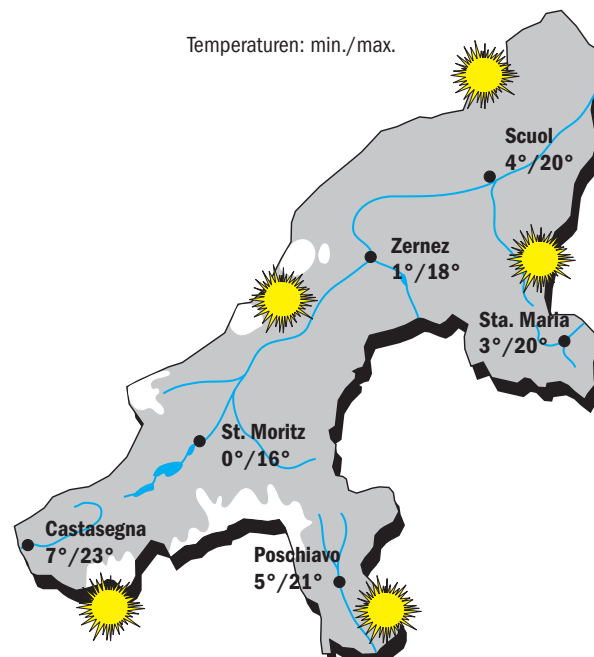 Temperaturen: min./max.
Scuol
4°/20°
Zernez
1°/18°
Sta. Maria
3°/20°
St. Moritz
0°/16°
Castasegna
7°/23°
Poschiavo
5°/21°